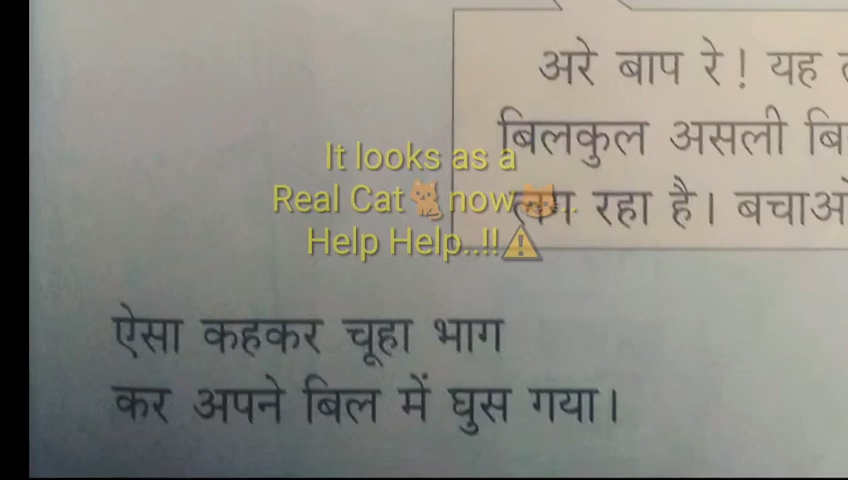 अरे बाप रे! यह
बिलकुल असली
लग रहा है। बचाओ
It looks as a
Real Cat🐈now🐱..
Help Help..!!⚠️
ऐसा कहकर चूहा भाग
कर अपने बिल में घुस गया।